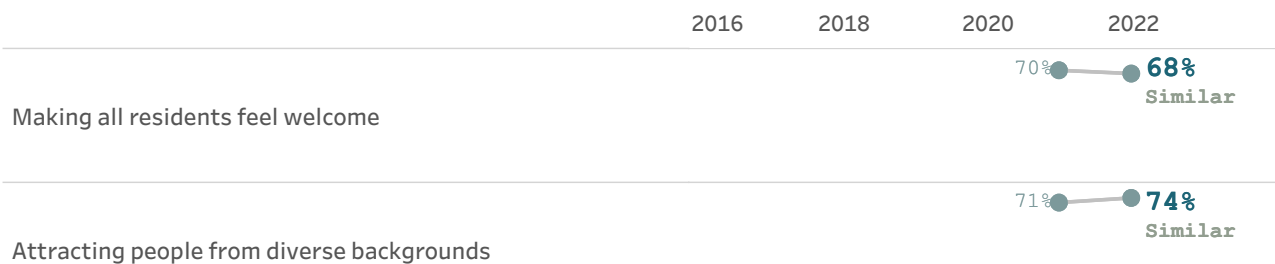 2016 2018 2020 2022
70% 68%
Similar
Making all residents feel welcome
71% 74%
Similar
Attracting people from diverse backgrounds